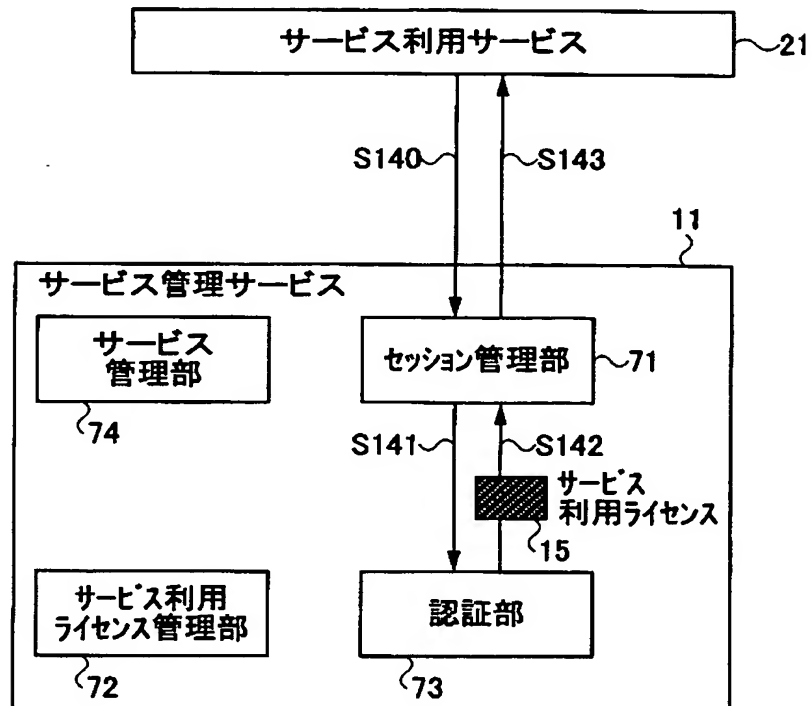 サービス利用サービス
21
S140
S143
11
サービス管理サービス
サービス
管理部
74
セッション管理部
71
S141
S142
サービス
利用ライセンス
15
サービス利用
ライセンス管理部
72
認証部
73